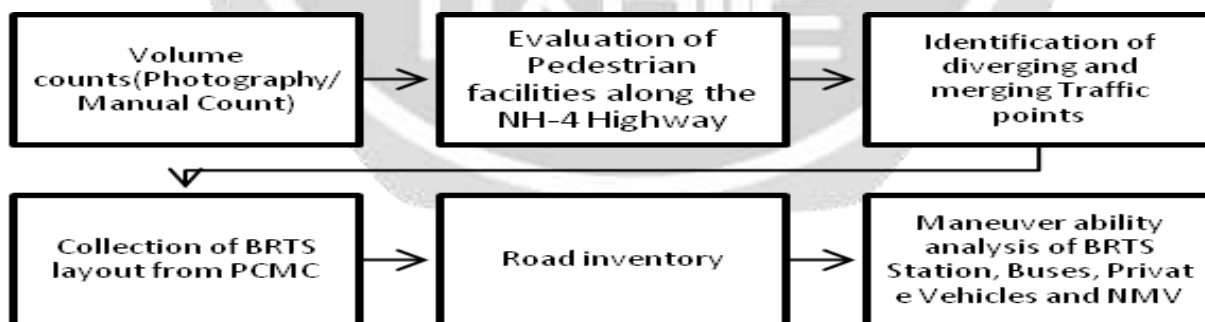 Volume
counts(Photography/
Manual Count)
Evaluation of
Pedestrian
facilities along the
NH-4 Highway
Identification of
diverging and
merging Traffic
points
Collection of BRTS
layout from PCMC
Road inventory
Maneuver ability
analysis of BRTS
Station, Buses, Privat
e Vehicles and NMV